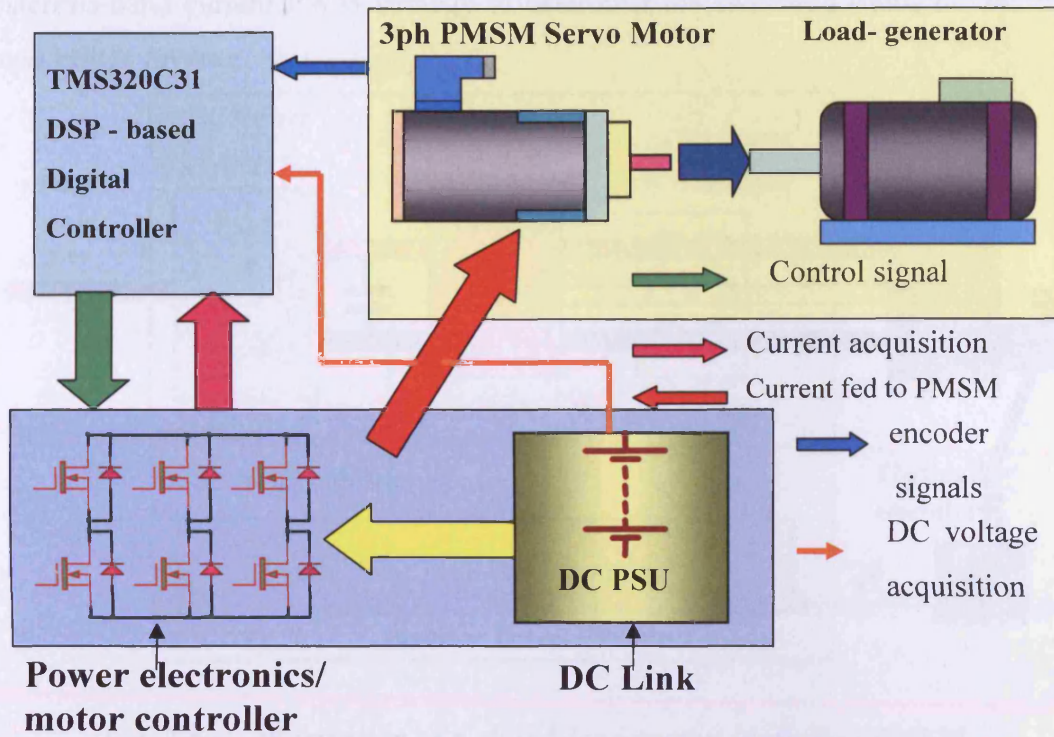 3ph PMSM Servo Motor
Load- generator
TMS320C31
DSP - based
Digital
Controller
Control signal
Current acquisition
Current fed to PMSM
encoder
signals
DC voltage
acquisition
DC PSU
Power electronics/
motor controller
DC Link